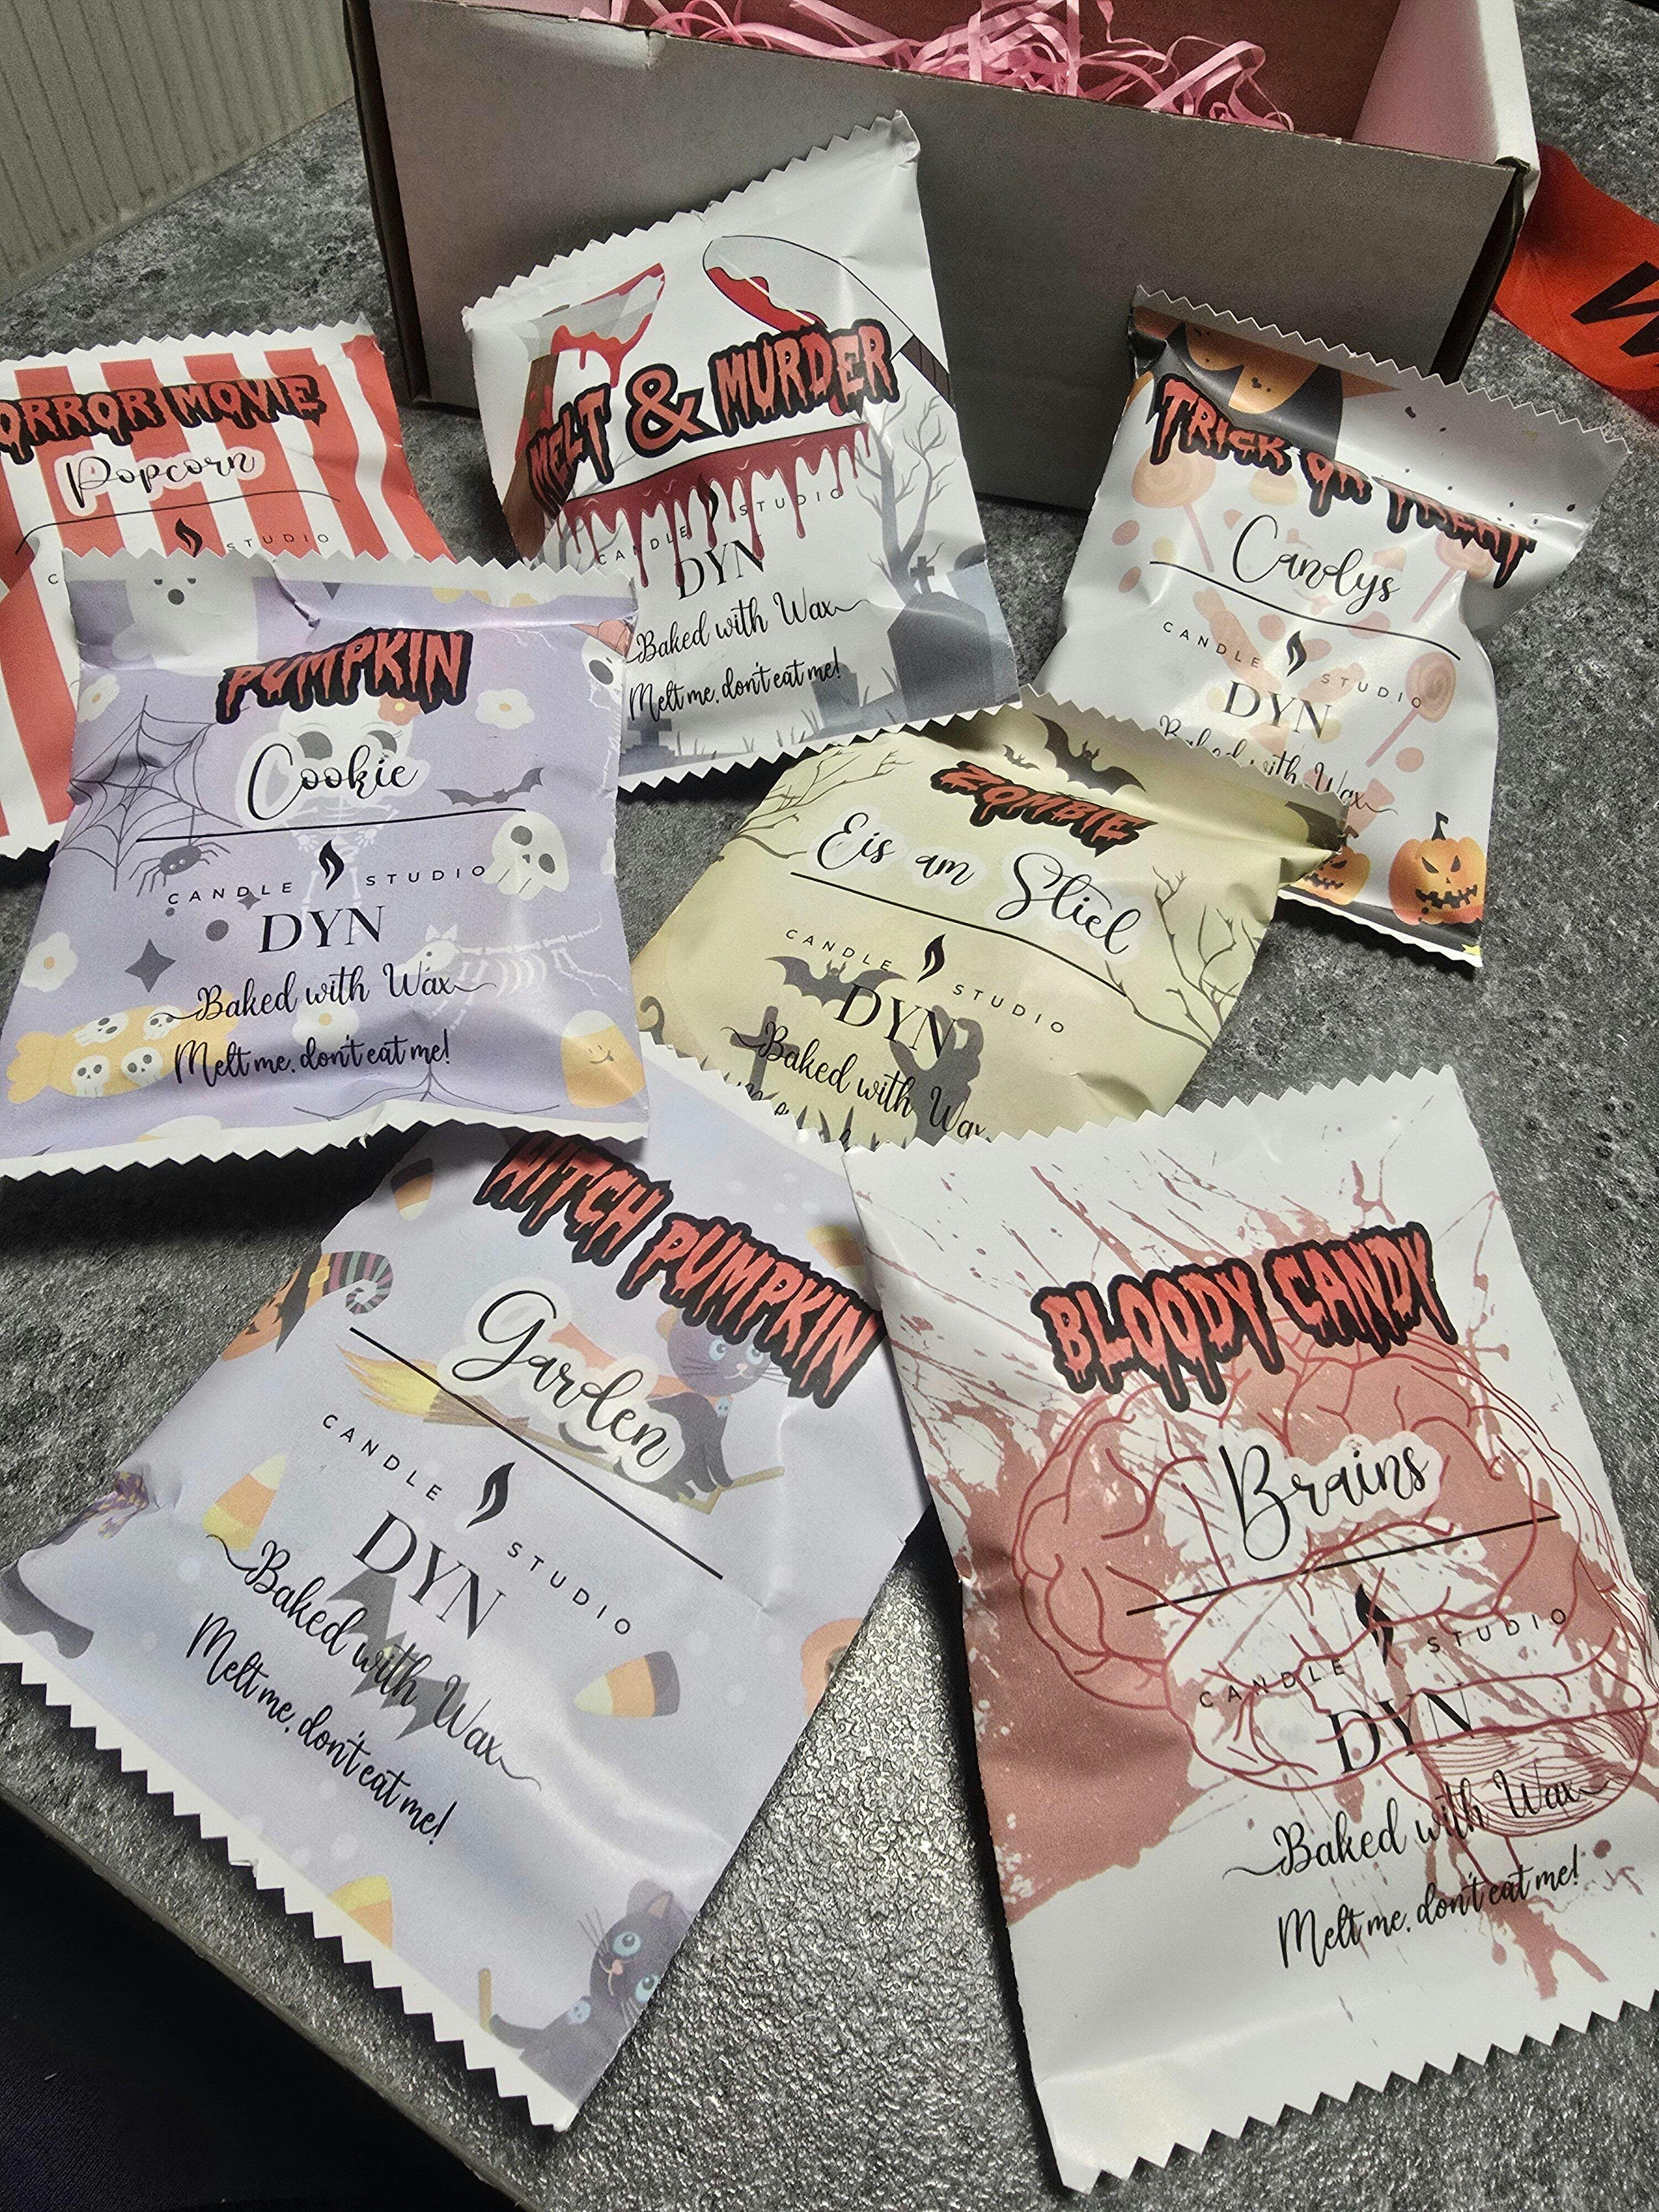 ORROR MOVIE
Popcorn
C
STUDIO
MELT & MURDER
CANDLE STUDIO
DYN
Baked with Wax
Melt me, don't eat me!
TRICK OR TREAT
Candys
CANDLE STUDIO
DYN
Baked with Wax
PUMPKIN
Cookie
CANDLE STUDIO
DYN
Baked with Wax
Melt me, don't eat me!
ZOMBIE
Eis am Stiel
CANDLE STUDIO
DYN
Baked with Wax
WITCH PUMPKIN
Garden
CANDLE STUDIO
DYN
Baked with Wax
Melt me, don't eat me!
BLOODY CANDY
Brains
CANDLE STUDIO
DYN
Baked with Wax
Melt me, don't eat me!